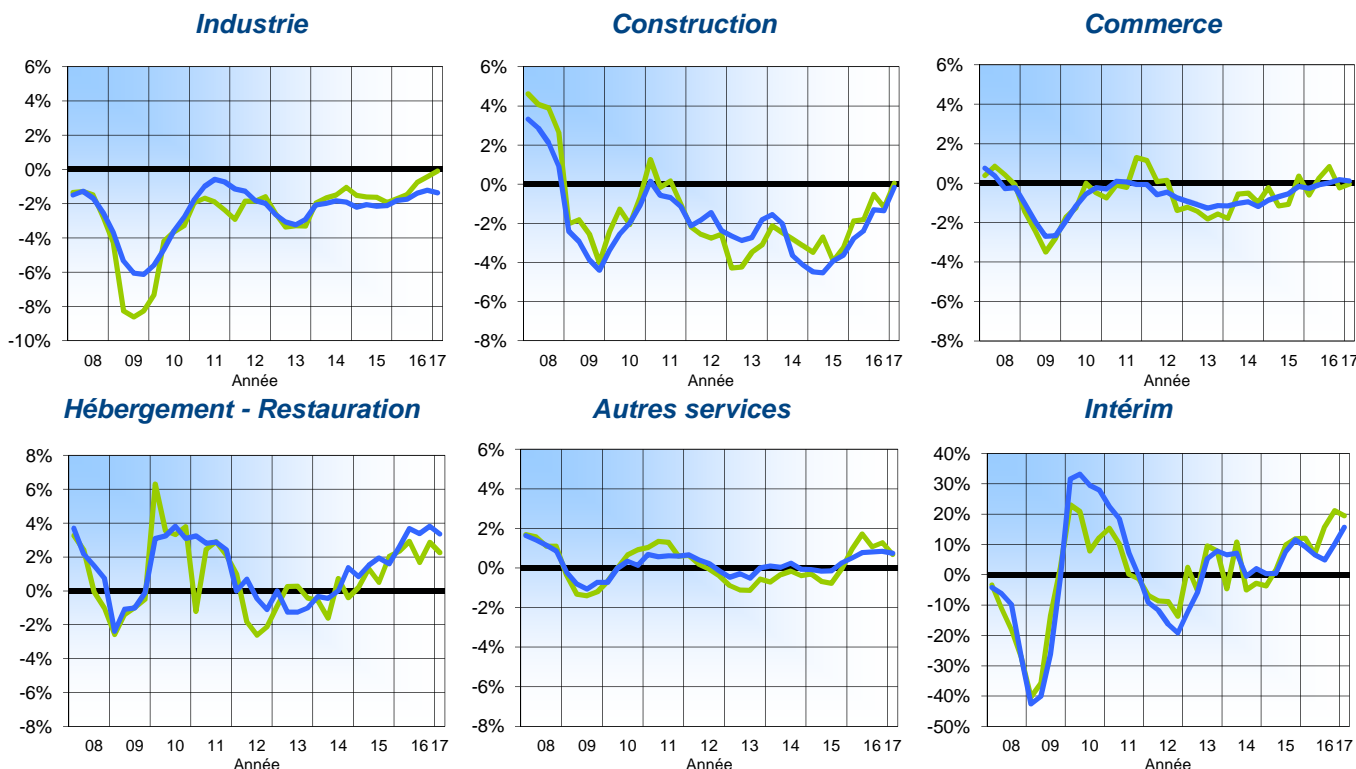 Industrie
6%
4%
2%
0%
-2%
-4%
-6%
-8%
-10%
08 09 10 11 12 13 14 15 16 17
Année
Construction
6%
4%
2%
0%
-2%
-4%
-6%
-8%
08 09 10 11 12 13 14 15 16 17
Année
Commerce
6%
4%
2%
0%
-2%
-4%
-6%
-8%
08 09 10 11 12 13 14 15 16 17
Année
Hébergement - Restauration
8%
6%
4%
2%
0%
-2%
-4%
-6%
-8%
08 09 10 11 12 13 14 15 16 17
Année
Autres services
6%
4%
2%
0%
-2%
-4%
-6%
-8%
08 09 10 11 12 13 14 15 16 17
Année
Intérim
40%
30%
20%
10%
0%
-10%
-20%
-30%
-40%
-50%
08 09 10 11 12 13 14 15 16 17
Année